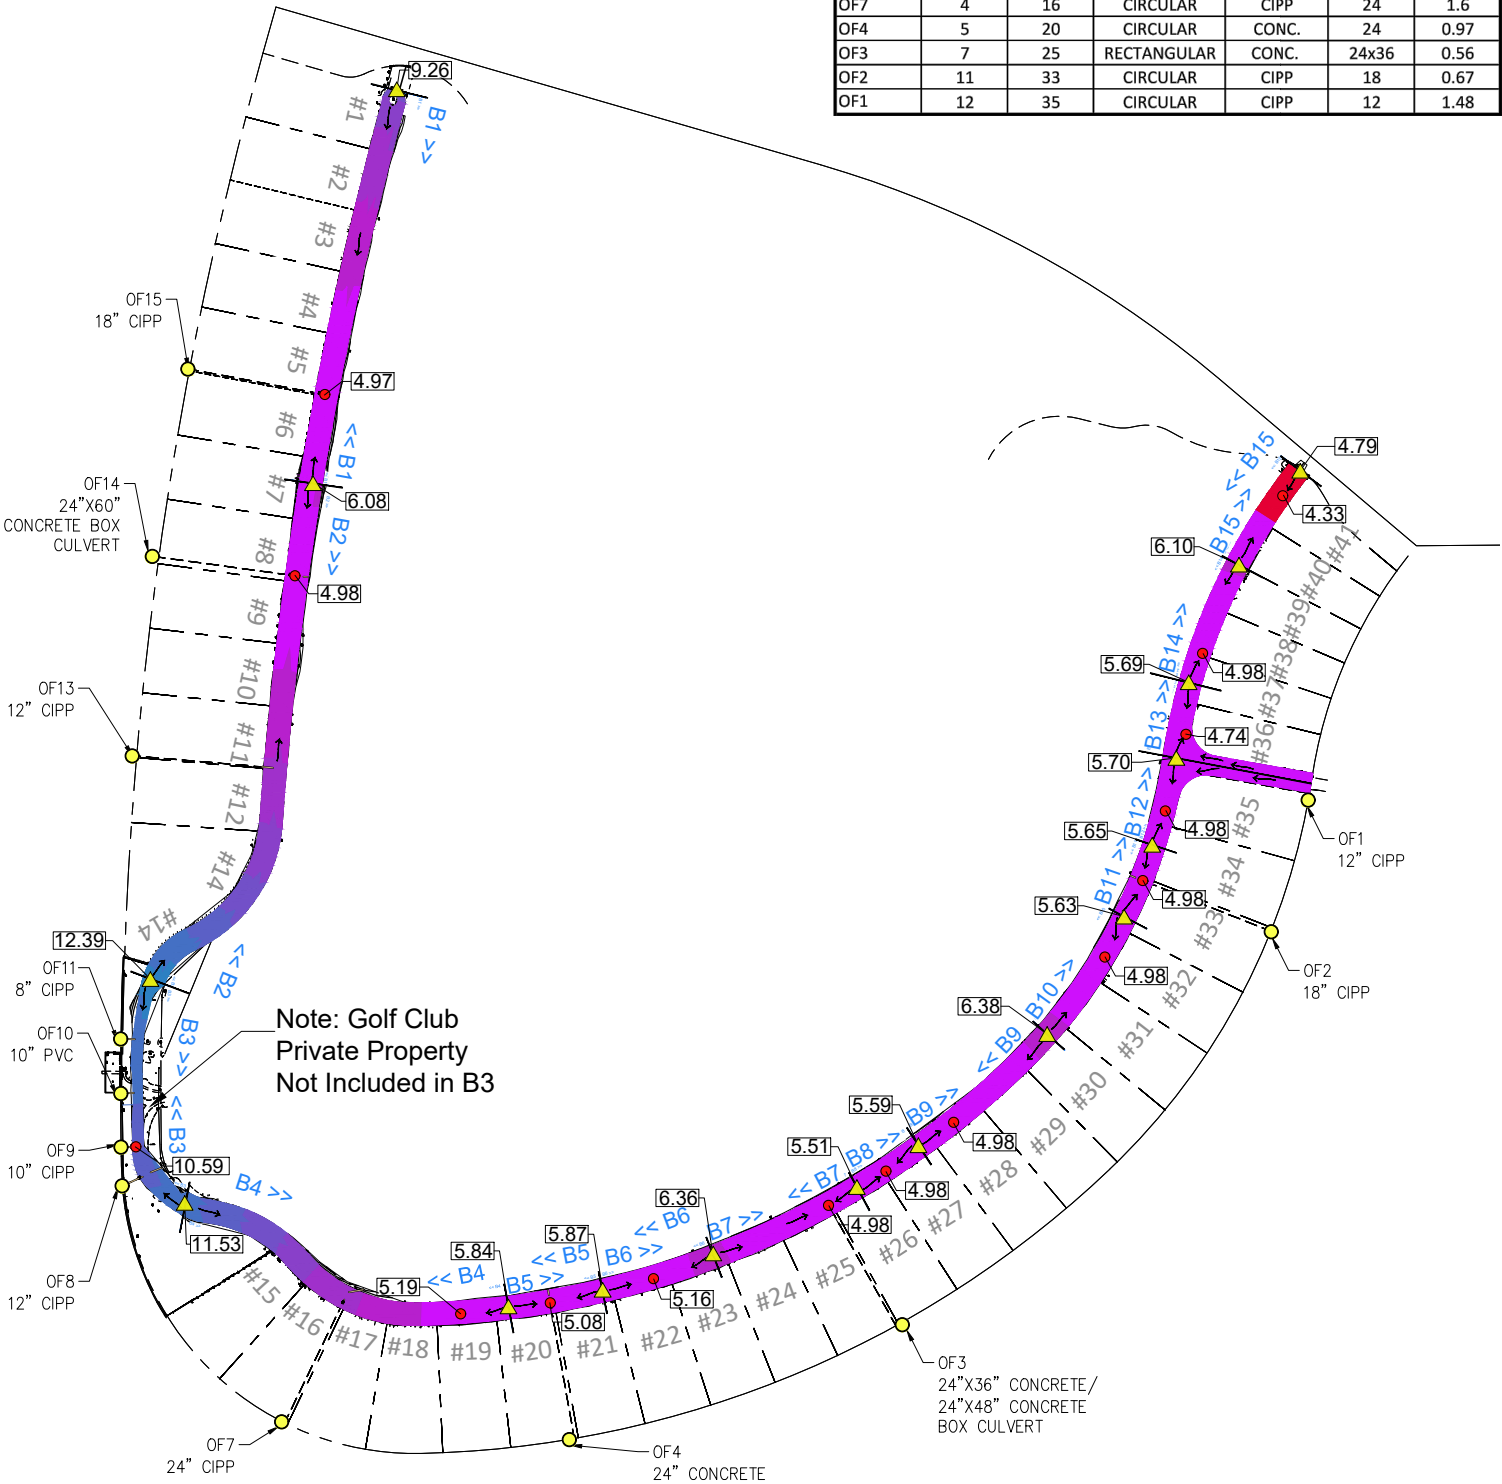 OF7 4 16 CIRCULAR CIPP 24 1.6
OF4 5 20 CIRCULAR CONC. 24 0.97
OF3 7 25 RECTANGULAR CONC. 24x36 0.56
OF2 11 33 CIRCULAR CIPP 18 0.67
OF1 12 35 CIRCULAR CIPP 12 1.48
9.26
#1
B1 >>
#2
#3
#4
OF15
18" CIPP
#5
4.97
#6
<< B1
#7
6.08
OF14
24"X60"
CONCRETE BOX
CULVERT
B2 >>
#8
4.98
#9
#10
OF13
12" CIPP
#11
#12
#14
#14
12.39
<< B2
OF11
8" CIPP
OF10
10" PVC
B3 >>
Note: Golf Club
Private Property
Not Included in B3
<< B3
OF9
10" CIPP
10.59
B4 >>
11.53
OF8
12" CIPP
#15
#16
#17
#18
#19
#20
#21
#22
#23
#24
#25
#26
#27
#28
#29
#30
#31
#32
#33
#34
#35
#36
#37
#38
#39
#40
#41
5.19
<< B4
5.84
B5 >>
<< B5
5.08
5.87
B6 >>
<< B6
5.16
6.36
B7 >>
<< B7
4.98
5.51
B8 >>
4.98
5.59
B9 >>
4.98
<< B9
6.38
B10 >>
4.98
5.63
B11 >>
4.98
5.65
B12 >>
4.98
5.70
B13 >>
4.74
5.69
B14 >>
4.98
6.10
B15 >>
<< B15
4.33
4.79
OF1
12" CIPP
OF2
18" CIPP
OF3
24"X36" CONCRETE/
24"X48" CONCRETE
BOX CULVERT
OF4
24" CONCRETE
OF7
24" CIPP